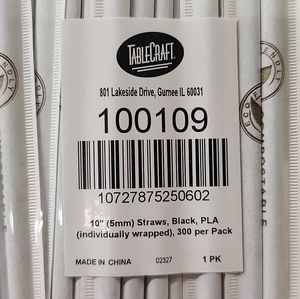 TABLECRAFT
801 Lakeside Drive, Gurnee IL 60031
100109
10727875250602
10" (5mm) Straws, Black, PLA
(individually wrapped), 300 per Pack
MADE IN CHINA 02327 1 PK